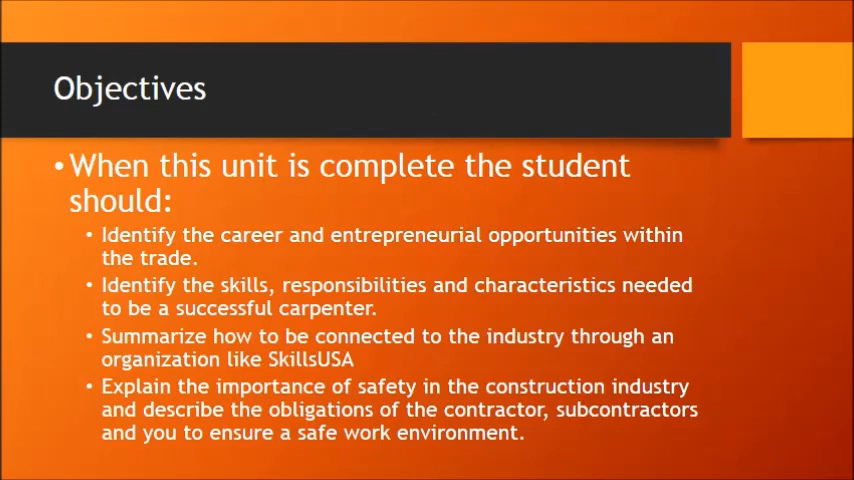 Objectives
• When this unit is complete the student
should:
• Identify the career and entrepreneurial opportunities within
the trade.
• Identify the skills, responsibilities and characteristics needed
to be a successful carpenter.
• Summarize how to be connected to the industry through an
organization like SkillsUSA
• Explain the importance of safety in the construction industry
and describe the obligations of the contractor, subcontractors
and you to ensure a safe work environment.